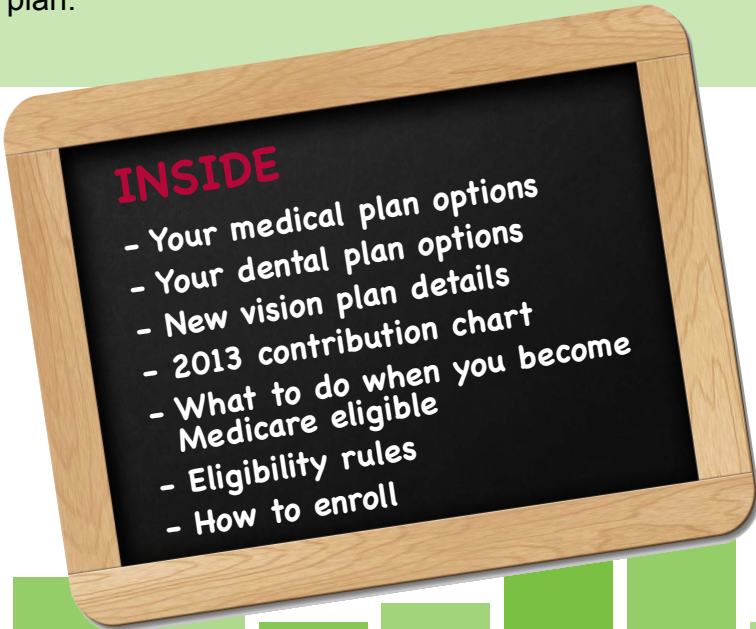 plan.
INSIDE
- Your medical plan options
- Your dental plan options
- New vision plan details
- 2013 contribution chart
- What to do when you become
Medicare eligible
- Eligibility rules
- How to enroll